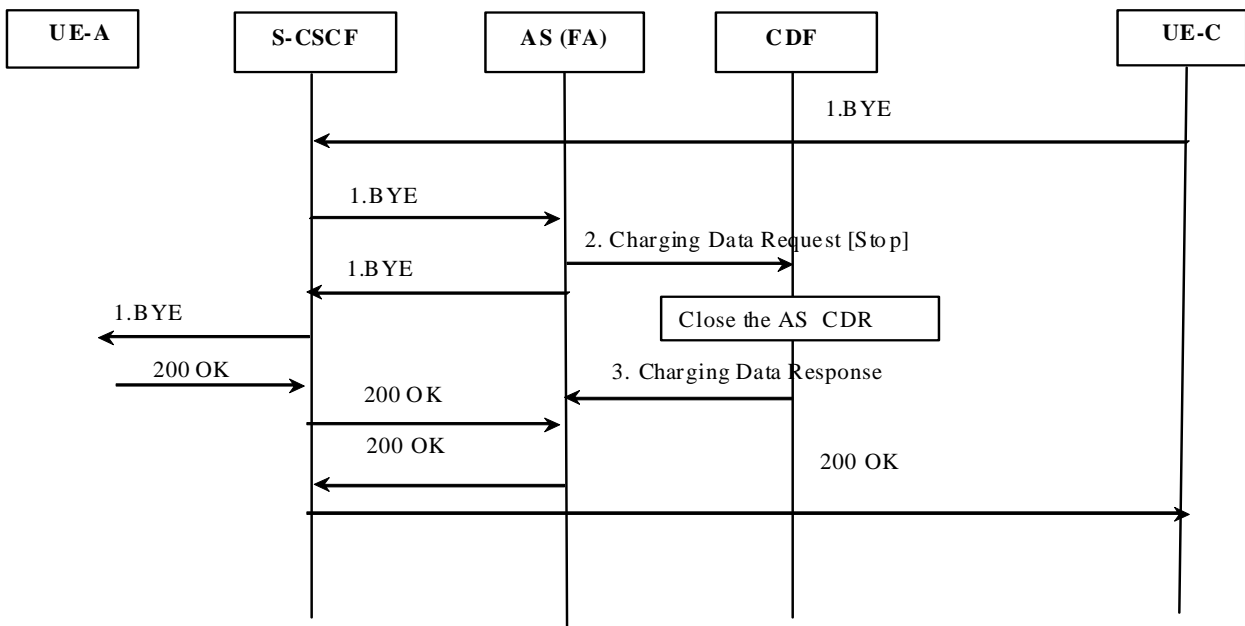 UE-A
S-CSCF
AS (FA)
CDF
UE-C
1.BYE
1.BYE
2. Charging Data Request [Stop]
1.BYE
1.BYE
Close the AS CDR
200 OK
3. Charging Data Response
200 OK
200 OK
200 OK